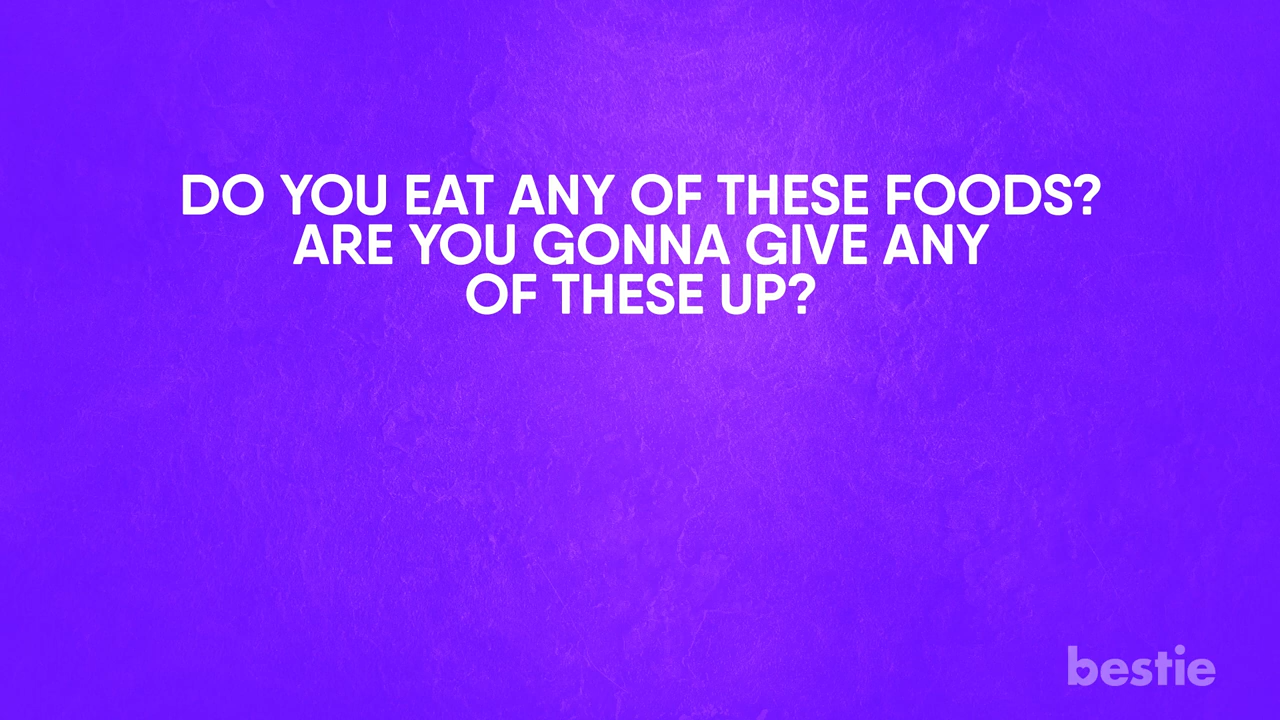 DO YOU EAT ANY OF THESE FOODS?
ARE YOU GONNA GIVE ANY
OF THESE UP?
bestie